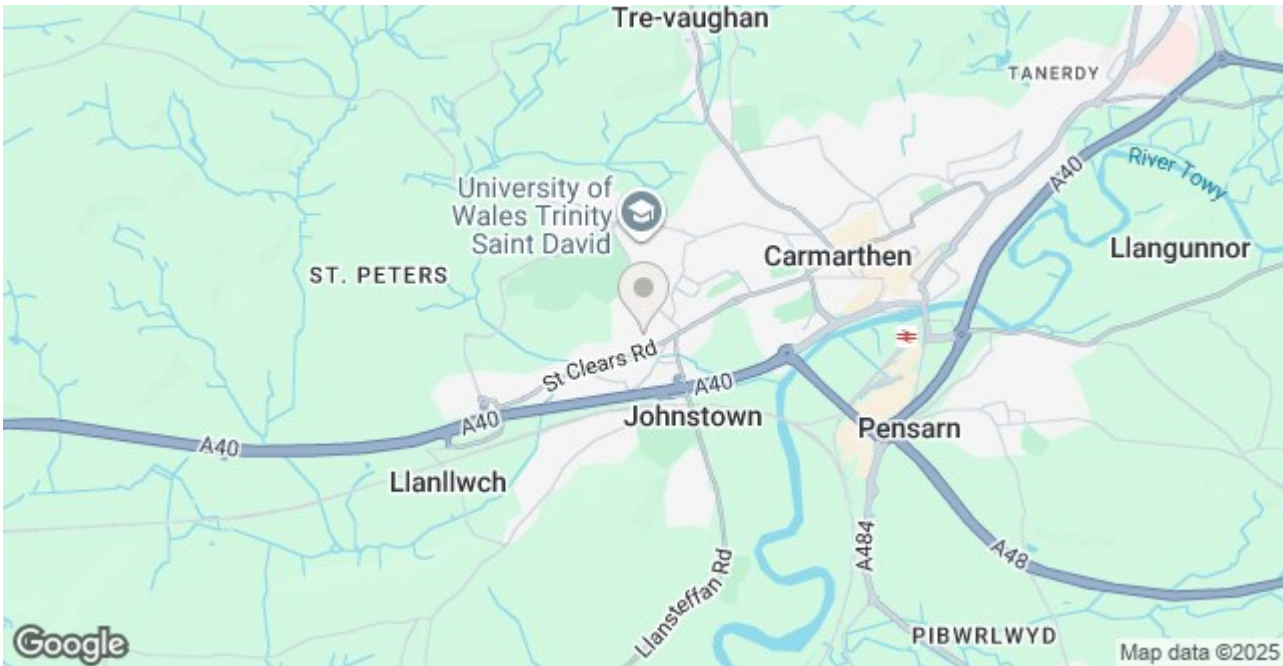 Tre-vaughan
TANERDY
A40
River Towy
University of
Wales Trinity
Saint David
Carmarthen
Llangunnor
ST. PETERS
St Clears Rd
A40
Johnstown
A40
A40
Pensarn
Llanllwch
A484
A48
Llansteffan Rd
PIBWRLWYD
Google
Map data ©2025